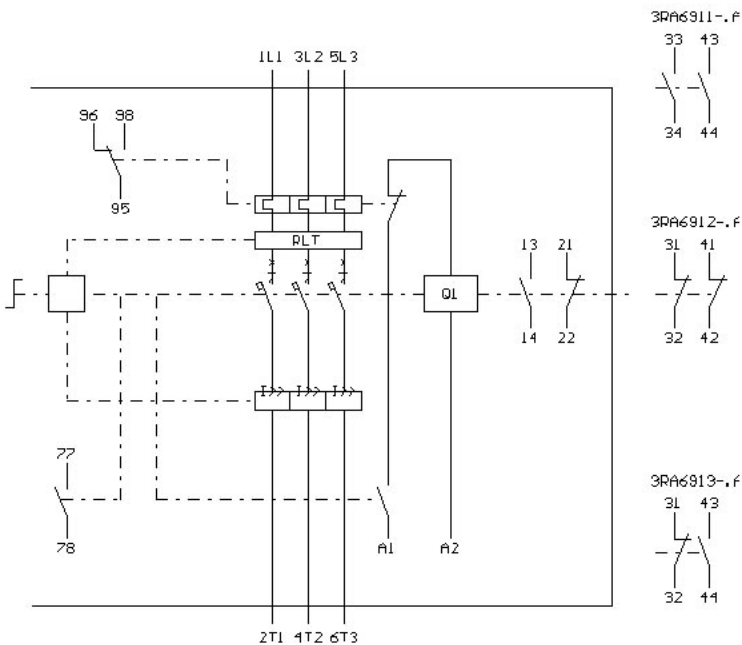 3RA6911-.A
1L1 3L2 5L3
33 43
96 98
34 44
95
3RA6912-.A
RLT
13 21
31 41
Q1
14 22
32 42
I>> I>> I>>
77
3RA6913-.A
31 43
78
A1 A2
32 44
2T1 4T2 6T3